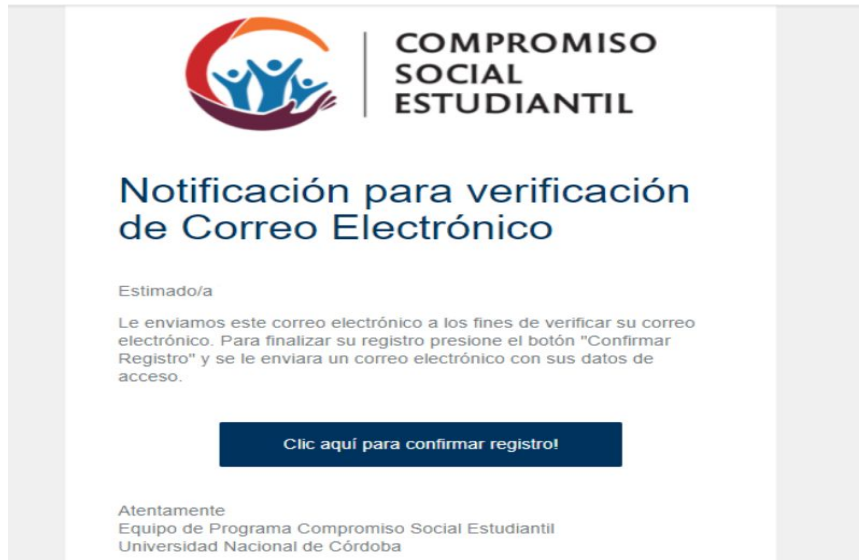 COMPROMISO
SOCIAL
ESTUDIANTIL
Notificación para verificación
de Correo Electrónico
Estimado/a
Le enviamos este correo electrónico a los fines de verificar su correo
electrónico. Para finalizar su registro presione el botón "Confirmar
Registro" y se le enviara un correo electrónico con sus datos de
acceso.
Clic aquí para confirmar registro!
Atentamente
Equipo de Programa Compromiso Social Estudiantil
Universidad Nacional de Córdoba